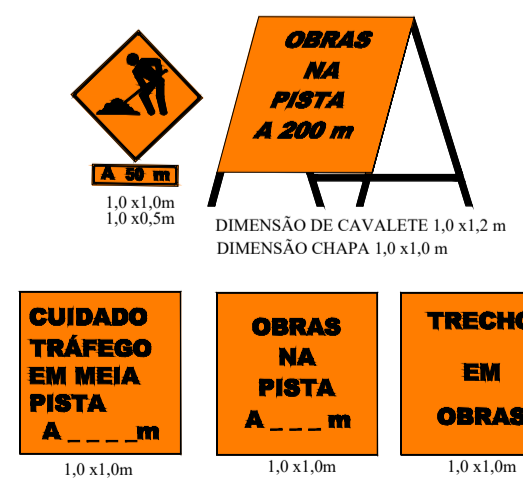 OBRAS
NA
PISTA
A 200 m
A 50 m
1,0 x1,0m
1,0 x0,5m
DIMENSÃO DE CAVALETE 1,0 x1,2 m
DIMENSÃO CHAPA 1,0 x1,0 m
CUIDADO
TRÁFEGO
EM MEIA
PISTA
A _ _ _ _m
1,0 x1,0m
OBRAS
NA
PISTA
A _ _ _ m
1,0 x1,0m
TRECHO
EM
OBRAS
1,0 x1,0m